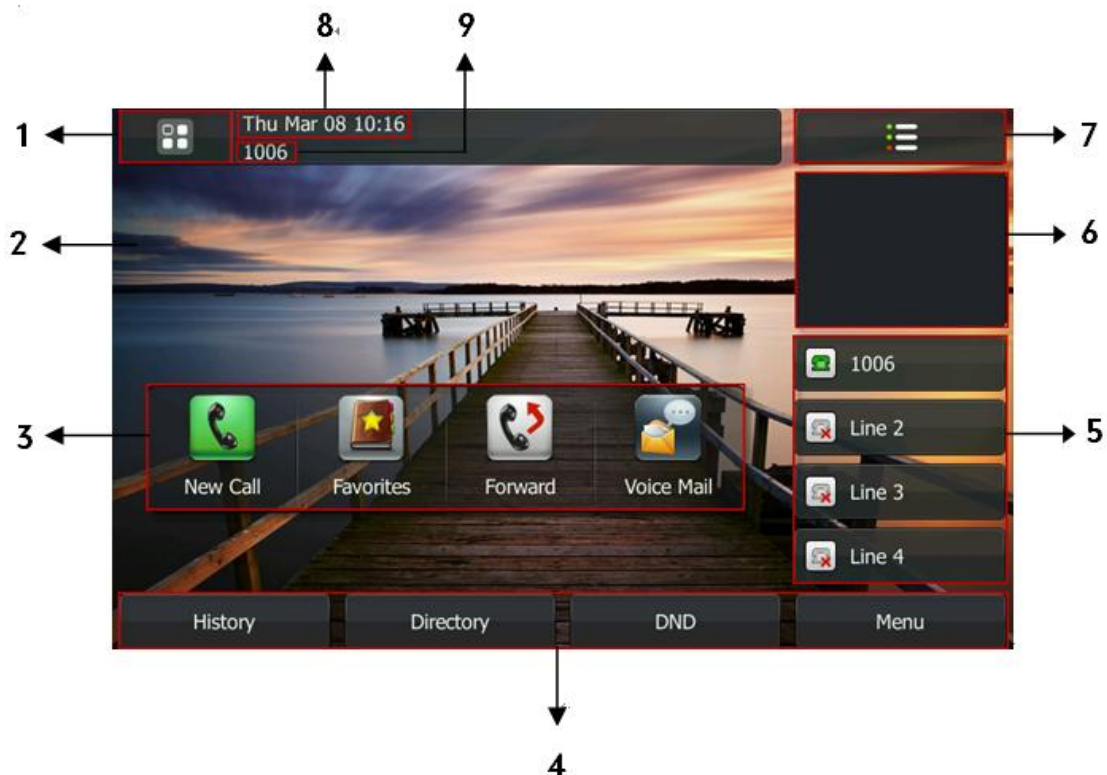 8
9
1
Thu Mar 08 10:16
1006
7
2
6
3
New Call
Favorites
Forward
Voice Mail
1006
Line 2
Line 3
Line 4
5
History
Directory
DND
Menu
4